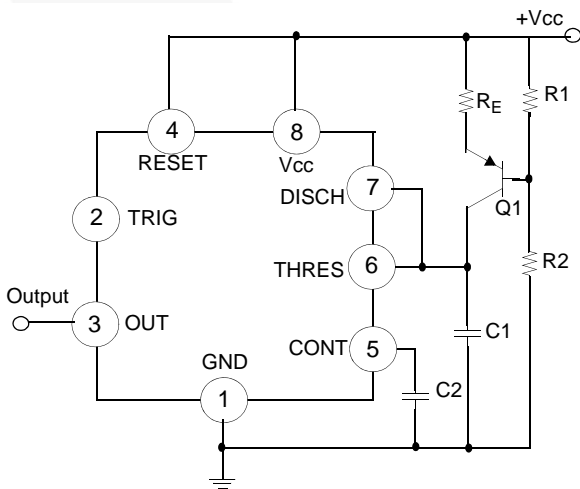 +Vcc
4
RESET
8
Vcc
RE
R1
7
DISCH
Q1
2
TRIG
6
THRES
R2
Output
3
OUT
C1
5
CONT
GND
1
C2